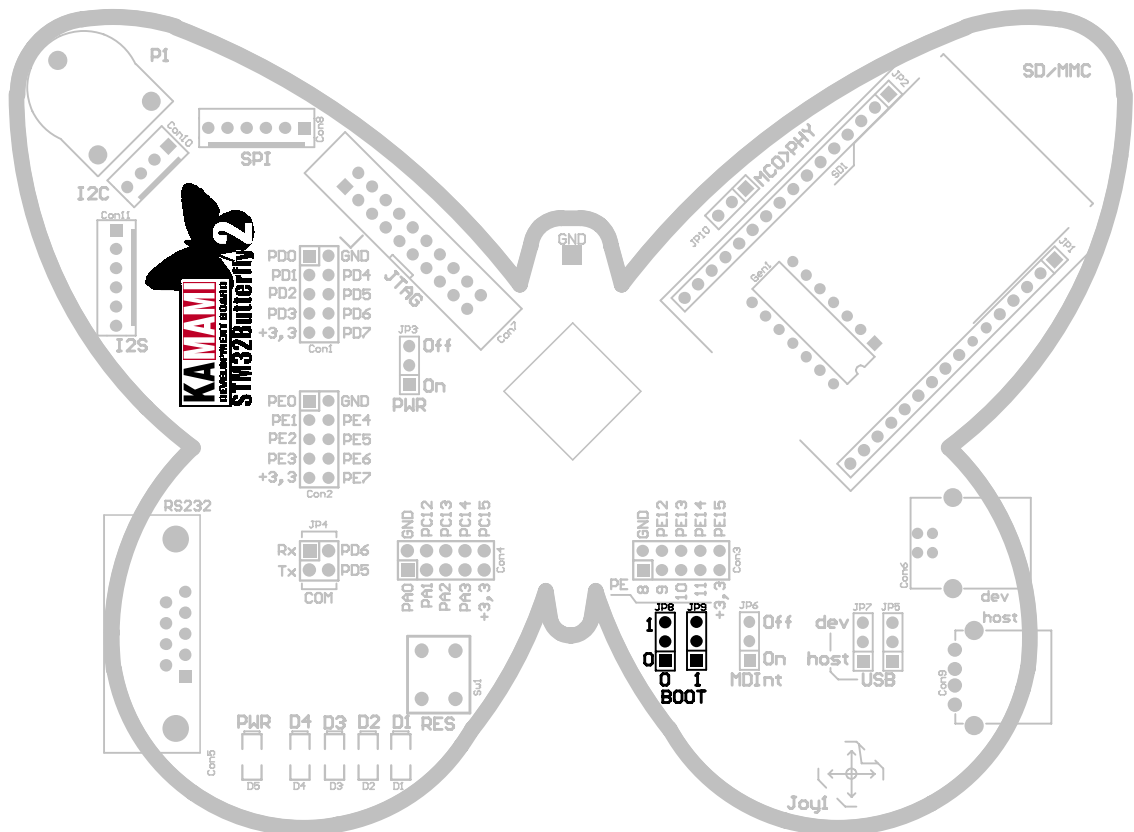 P1
SD/MMC
JP2
Con8
Con10
SPI
MCO>PHY
SD1
I2C
Con11
JP10
GND
JP1
PD0 GND
PD1 PD4
PD2 PD5
PD3 PD6
+3,3 PD7
Con1
JTAG
Con7
Gen1
I2S
KAMAMI
DEVELOPMENT BOARD
STM32Butterfly2
JP3
Off
On
PWR
PE0 GND
PE1 PE4
PE2 PE5
PE3 PE6
+3,3 PE7
Con2
RS232
JP4
Rx PD6
Tx PD5
COM
GND PC12 PC13 PC14 PC15
Con4
PA0 PA1 PA2 PA3 +3,3
GND PE12 PE13 PE14 PE15
Con3
PE 8 9 10 11 +3,3
Con6
dev
host
JP8 JP9
1
0
0 1
BOOT
JP6
Off
On
MDInt
JP7 JP5
dev
host
USB
Con9
Sw1
RES
Con5
PWR D4 D3 D2 D1
D5 D4 D3 D2 D1
Joy1